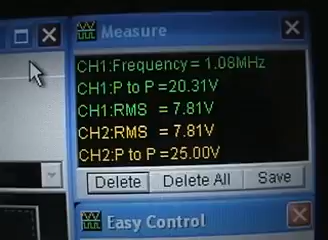 Measure
CH1:Frequency = 1.08MHz
CH1:P to P =20.31V
CH1:RMS = 7.81V
CH2:RMS = 7.81V
CH2:P to P =25.00V
Delete Delete All Save
Easy Control